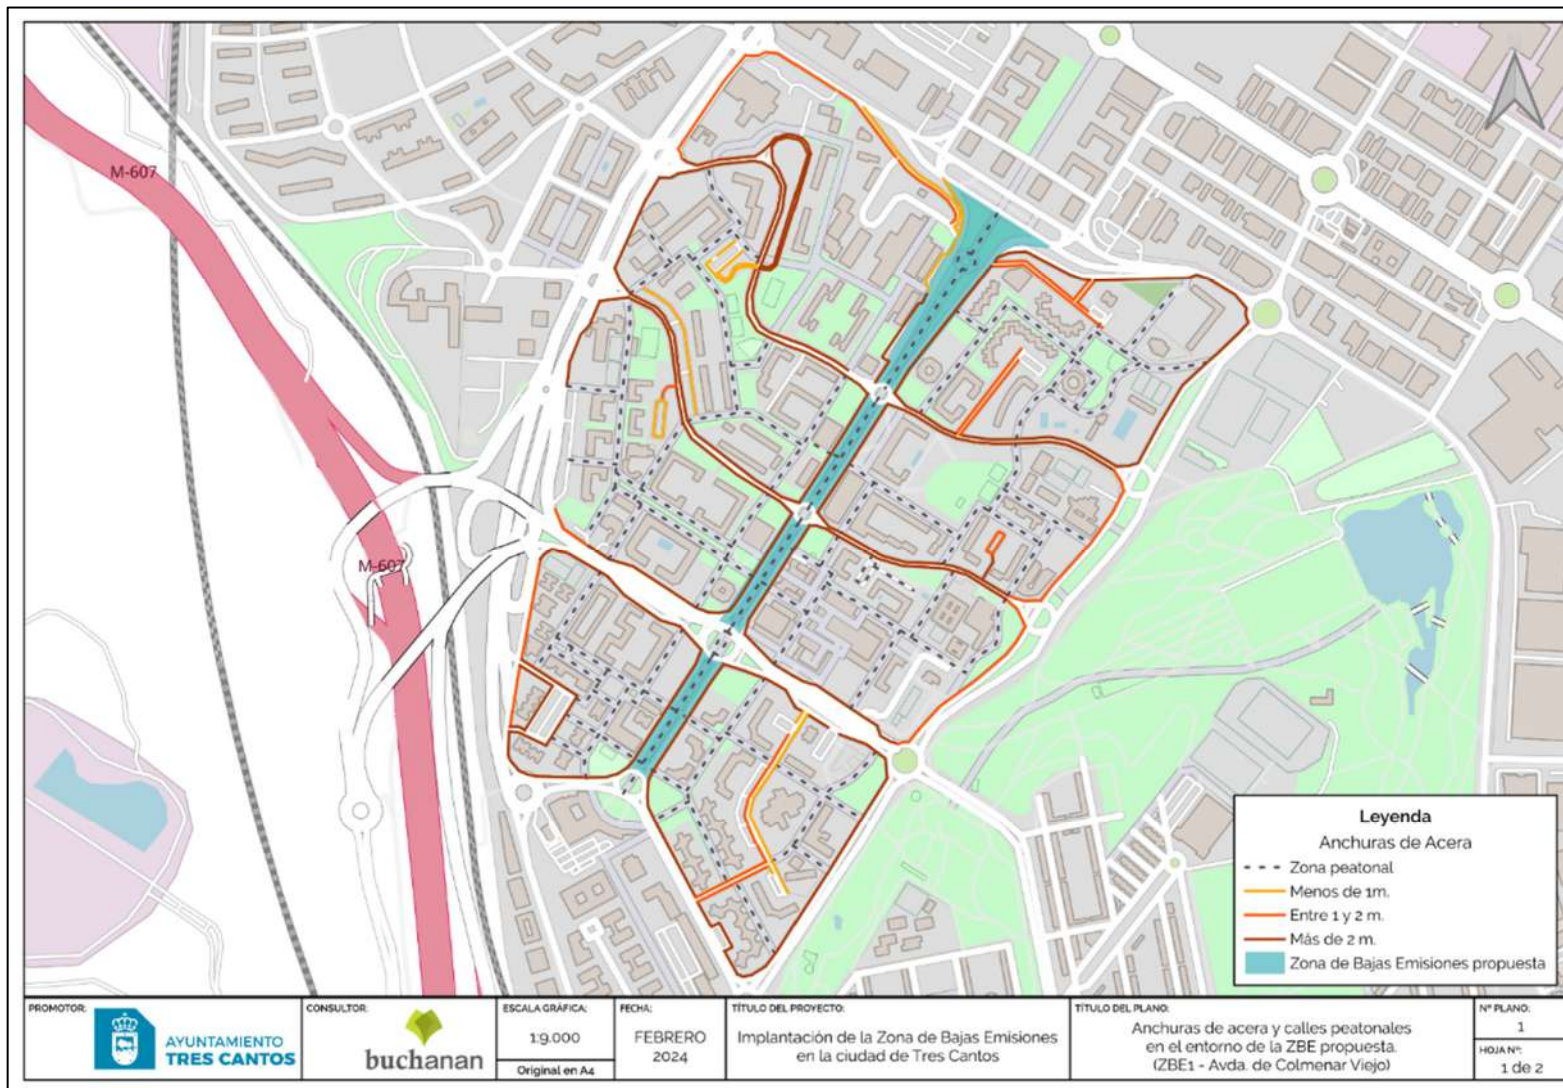 M-607
M-607
Leyenda
Anchuras de Acera
Zona peatonal
Menos de 1m.
Entre 1 y 2 m.
Más de 2 m.
Zona de Bajas Emisiones propuesta
PROMOTOR:
AYUNTAMIENTO
TRES CANTOS
CONSULTOR:
buchanan
ESCALA GRÁFICA:
1:9.000
Original en A4
FECHA:
FEBRERO
2024
TÍTULO DEL PROYECTO:
Implantación de la Zona de Bajas Emisiones
en la ciudad de Tres Cantos
TÍTULO DEL PLANO:
Anchuras de acera y calles peatonales
en el entorno de la ZBE propuesta.
(ZBE1 - Avda. de Colmenar Viejo)
Nº PLANO:
1
HOJA Nº:
1 de 2